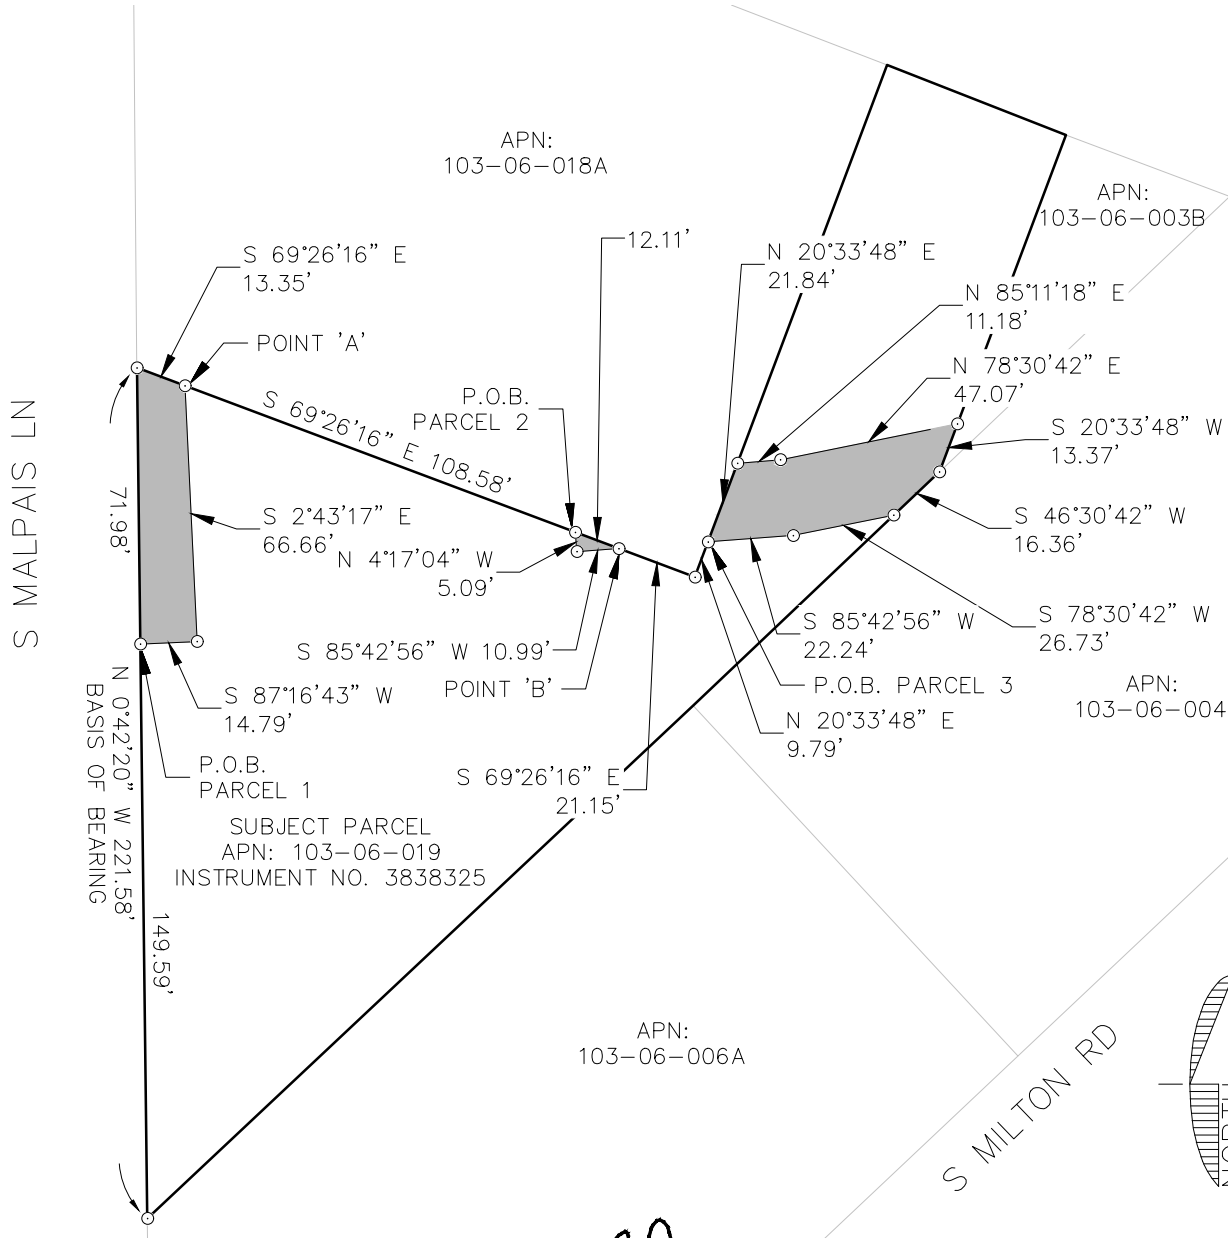 APN:
103-06-018A
APN:
103-06-003B
12.11'
N 20°33'48" E
21.84'
S 69°26'16" E
13.35'
N 85°11'18" E
11.18'
POINT 'A'
N 78°30'42" E
47.07'
P.O.B.
PARCEL 2
S 69°26'16" E 108.58'
S 20°33'48" W
13.37'
S MALPAIS LN
71.98'
S 2°43'17" E
66.66'
N 4°17'04" W
5.09'
S 46°30'42" W
16.36'
S 85°42'56" W
22.24'
S 78°30'42" W
26.73'
S 85°42'56" W 10.99'
POINT 'B'
P.O.B. PARCEL 3
APN:
103-06-004
S 87°16'43" W
14.79'
N 20°33'48" E
9.79'
N 0°42'20" W 221.58'
BASIS OF BEARING
P.O.B.
PARCEL 1
S 69°26'16" E
21.15'
SUBJECT PARCEL
APN: 103-06-019
INSTRUMENT NO. 3838325
149.59'
APN:
103-06-006A
S MILTON RD